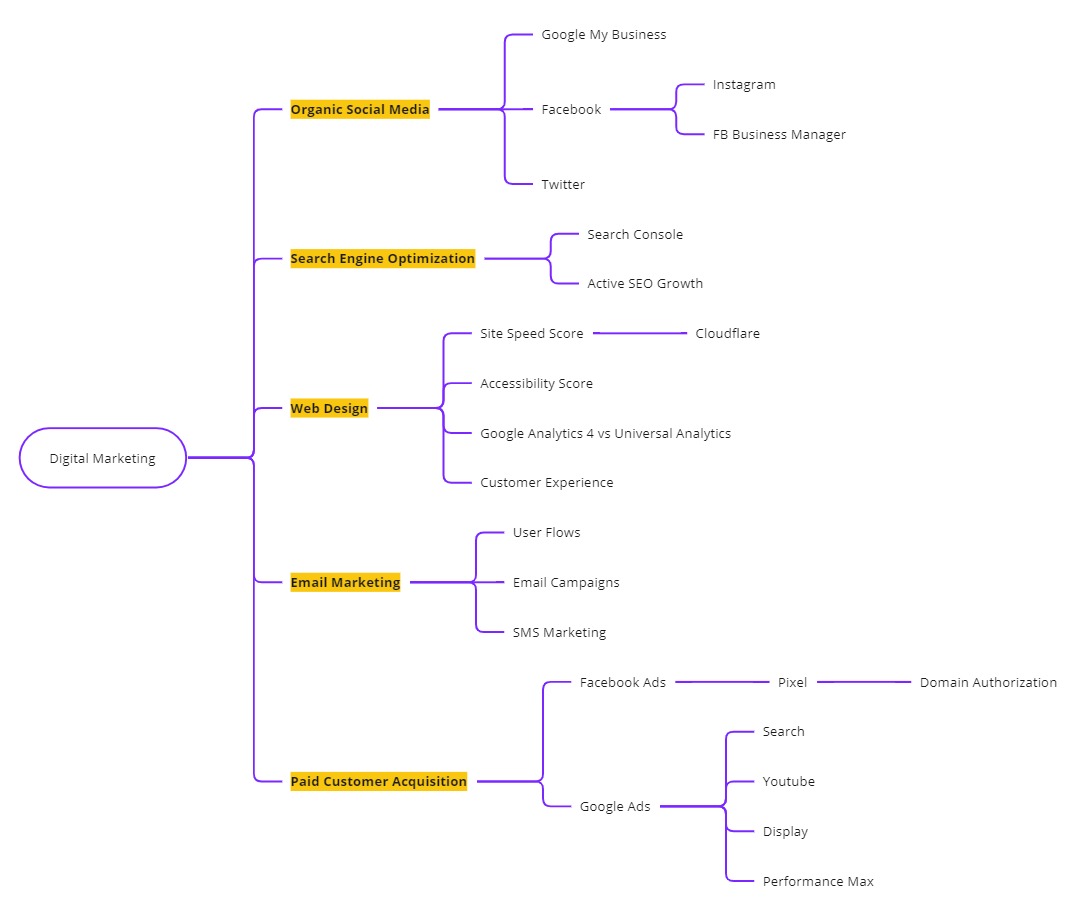 Digital Marketing
Organic Social Media
Google My Business
Facebook
Instagram
FB Business Manager
Twitter
Search Engine Optimization
Search Console
Active SEO Growth
Web Design
Site Speed Score
Cloudflare
Accessibility Score
Google Analytics 4 vs Universal Analytics
Customer Experience
Email Marketing
User Flows
Email Campaigns
SMS Marketing
Paid Customer Acquisition
Facebook Ads
Pixel
Domain Authorization
Google Ads
Search
Youtube
Display
Performance Max